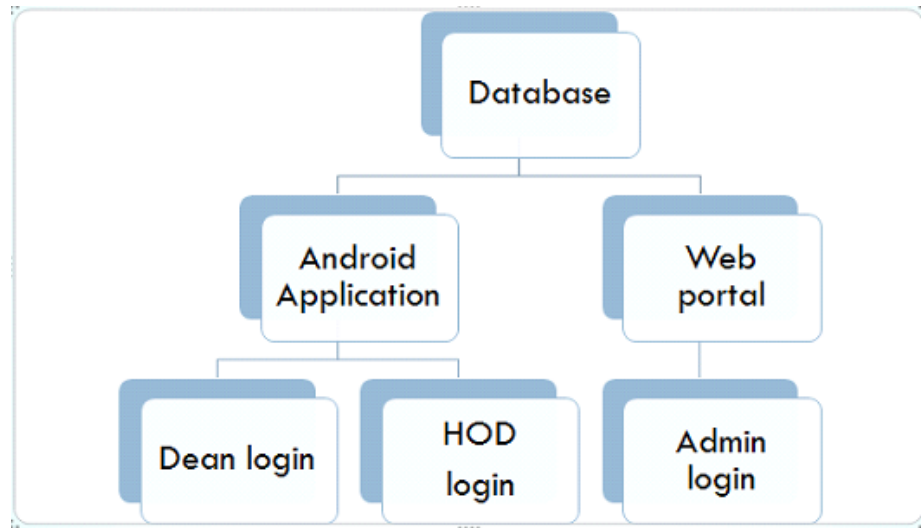 Database
Android
Application
Web
portal
Dean login
HOD
login
Admin
login